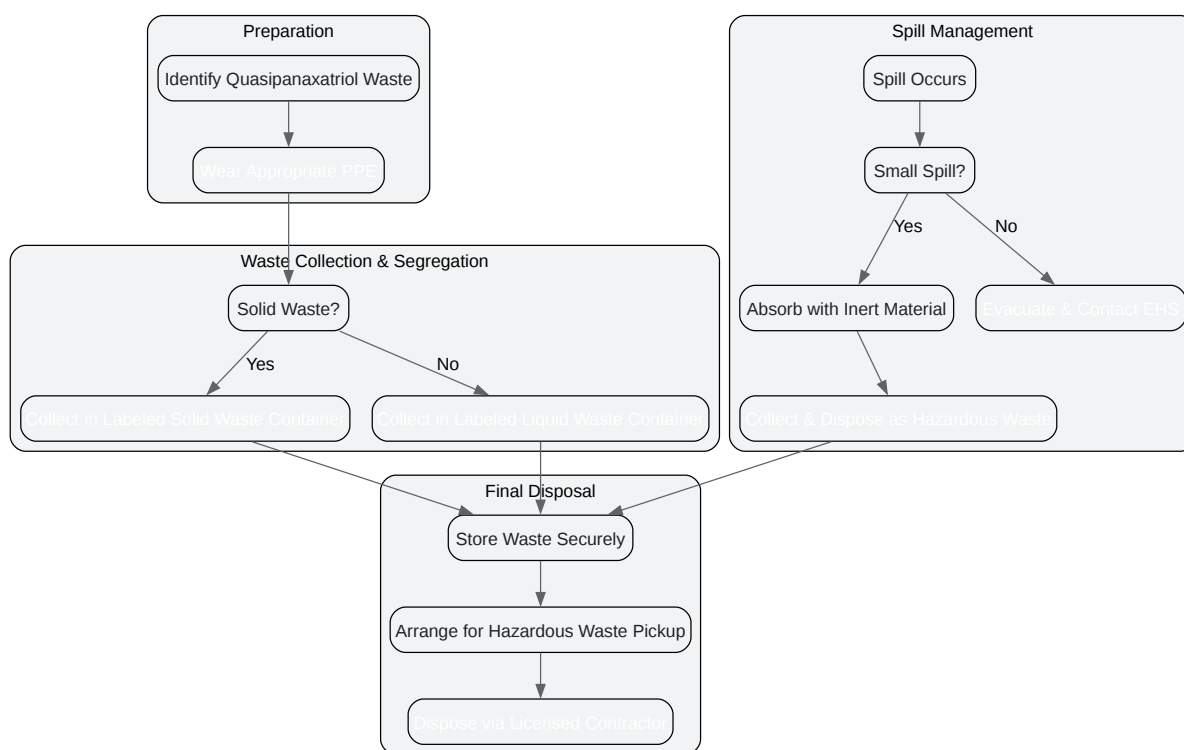 Preparation
Identify Quasipanaxatriol Waste
Wear Appropriate PPE
Waste Collection & Segregation
Solid Waste?
Yes
No
Collect in Labeled Solid Waste Container
Collect in Labeled Liquid Waste Container
Spill Management
Spill Occurs
Small Spill?
Yes
No
Absorb with Inert Material
Evacuate & Contact EHS
Collect & Dispose as Hazardous Waste
Final Disposal
Store Waste Securely
Arrange for Hazardous Waste Pickup
Dispose via Licensed Contractor